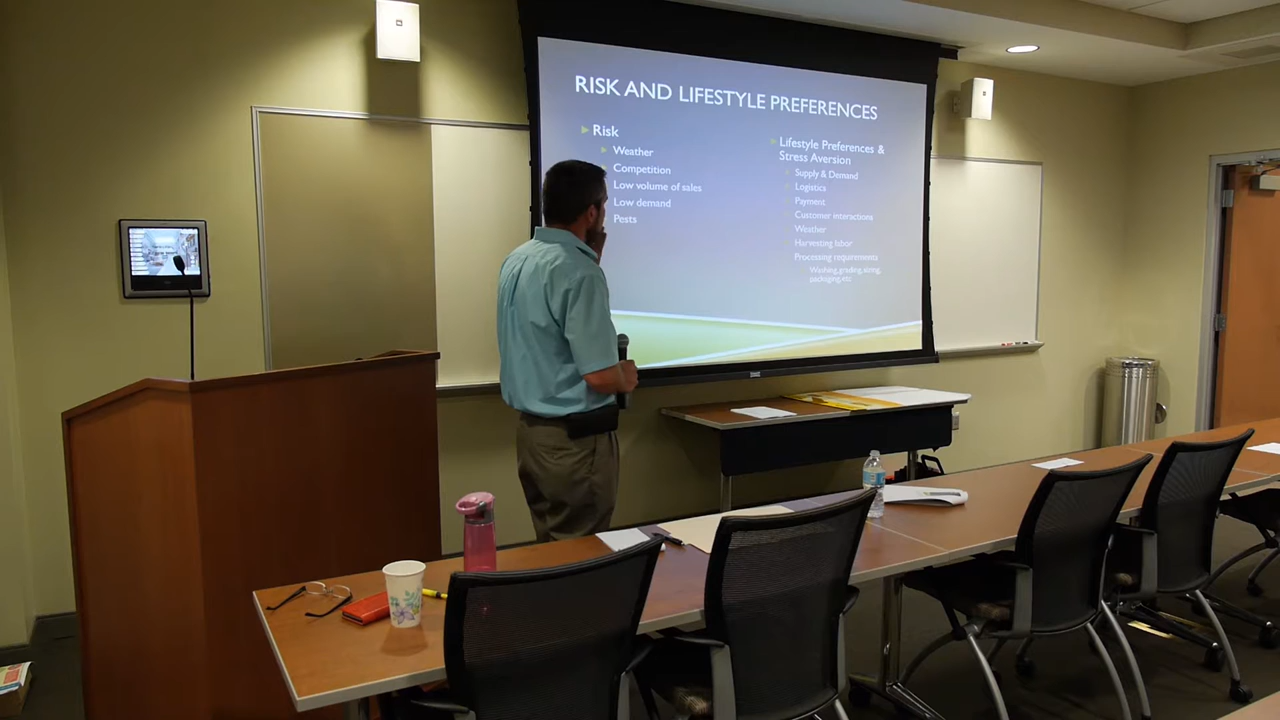 RISK AND LIFESTYLE PREFERENCES
Risk
Weather
Competition
Low volume of sales
Low demand
Pests
Lifestyle Preferences &
Stress Aversion
Supply & Demand
Logistics
Payment
Customer interactions
Weather
Harvesting labor
Processing requirements
Washing, grading, sizing,
packaging, etc